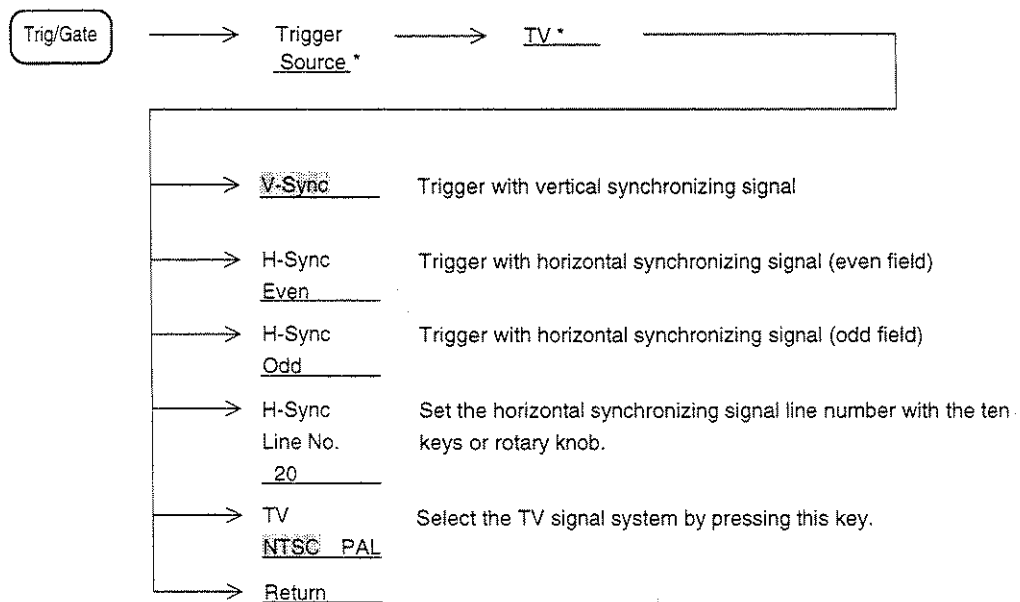 Trig/Gate
Trigger
Source *
TV *
V-Sync
Trigger with vertical synchronizing signal
H-Sync
Even
Trigger with horizontal synchronizing signal (even field)
H-Sync
Odd
Trigger with horizontal synchronizing signal (odd field)
H-Sync
Line No.
20
Set the horizontal synchronizing signal line number with the ten
keys or rotary knob.
TV
NTSC PAL
Select the TV signal system by pressing this key.
Return